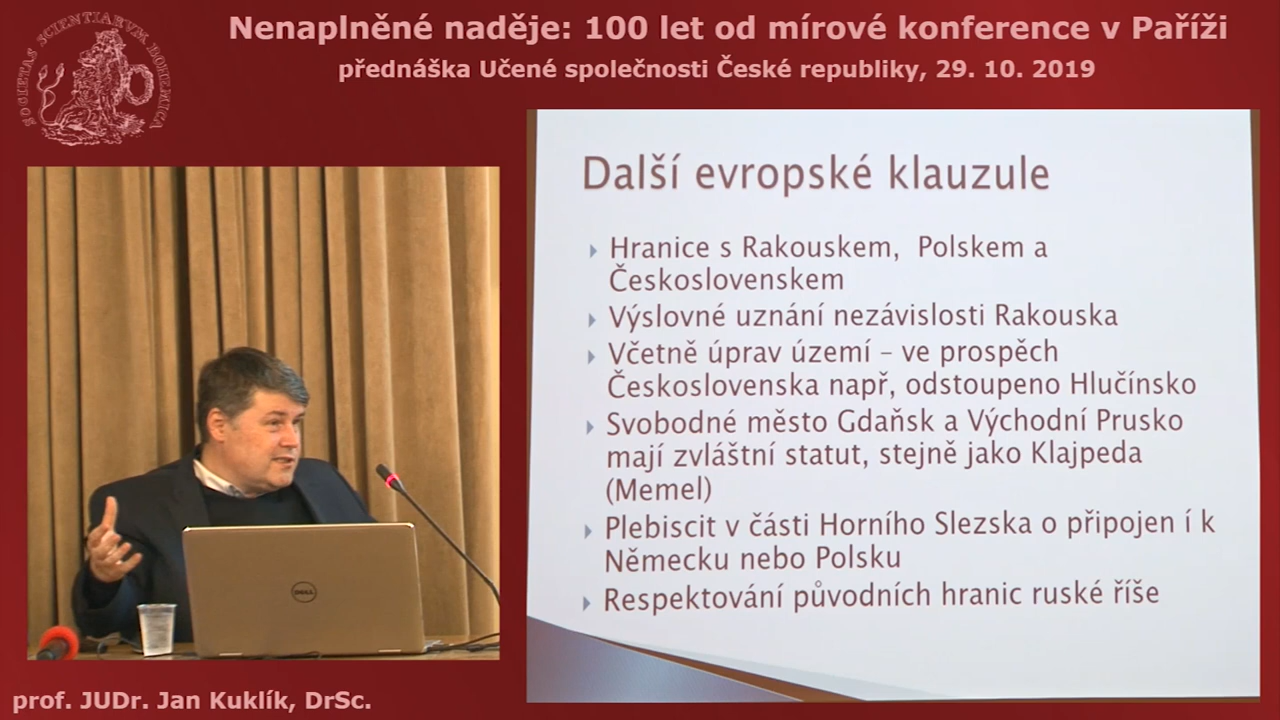 Nenaplněné naděje: 100 let od mírové konference v Paříži
přednáška Učené společnosti České republiky, 29. 10. 2019
SOCIETAS SCIENTIARVM BOHEMICA
Další evropské klauzule
Hranice s Rakouskem, Polskem a
Československem
Výslovné uznání nezávislosti Rakouska
Včetně úprav území – ve prospěch
Československa např, odstoupeno Hlučínsko
Svobodné město Gdaňsk a Východní Prusko
mají zvláštní statut, stejně jako Klajpeda
(Memel)
Plebiscit v části Horního Slezska o připojen í k
Německu nebo Polsku
Respektování původních hranic ruské říše
DELL
prof. JUDr. Jan Kuklík, DrSc.